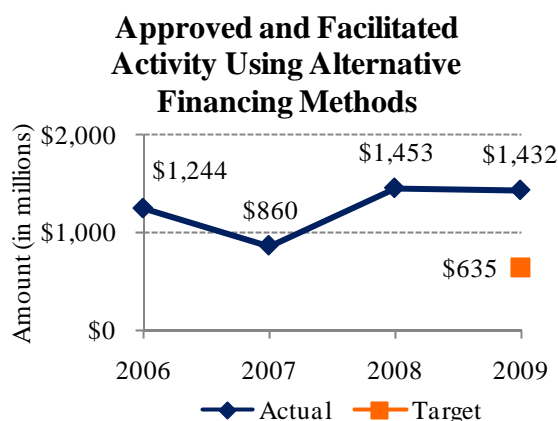 Approved and Facilitated
Activity Using Alternative
Financing Methods
Amount (in millions)
$2,000
$1,000
$0
$1,244
$860
$1,453
$1,432
$635
2006
2007
2008
2009
Actual
Target